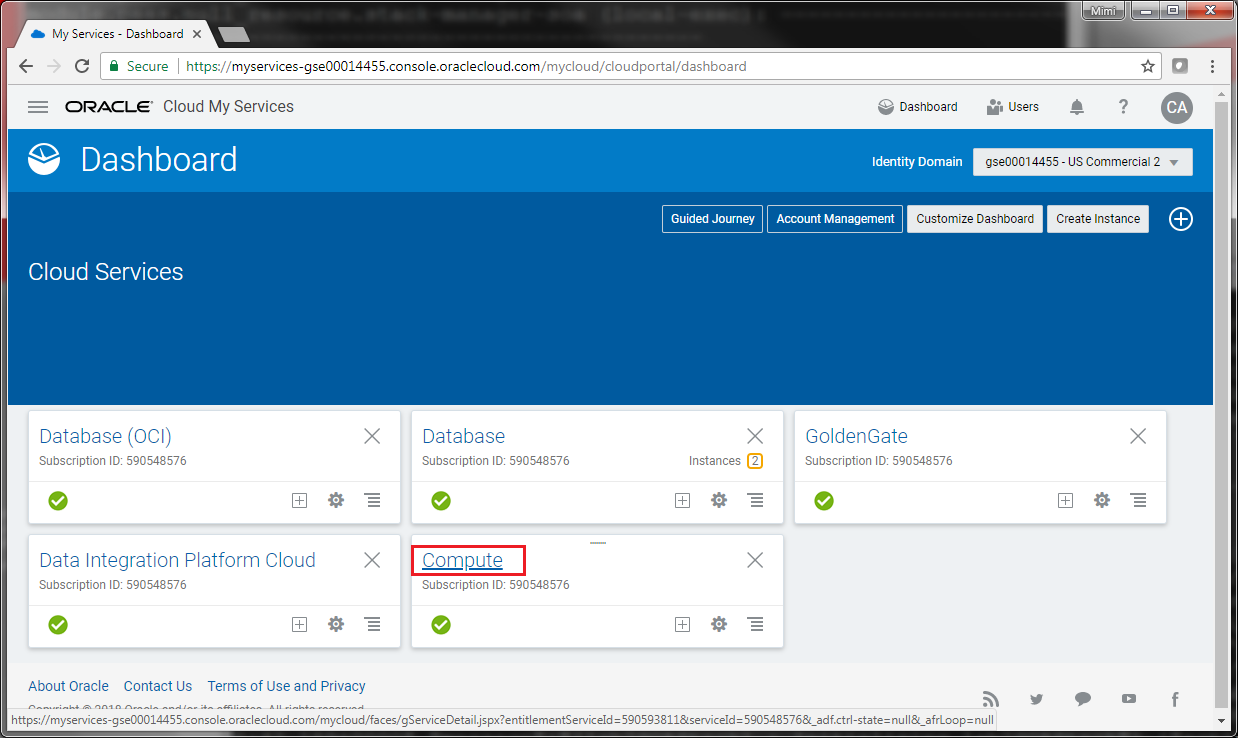 Mimi
My Services - Dashboard
Secure https://myservices-gse00014455.console.oraclecloud.com/mycloud/cloudportal/dashboard
ORACLE Cloud My Services Dashboard Users ? CA
Dashboard Identity Domain gse00014455 - US Commercial 2
Guided Journey Account Management Customize Dashboard Create Instance
Cloud Services
Database (OCI)
Subscription ID: 590548576
Database
Subscription ID: 590548576 Instances 2
GoldenGate
Subscription ID: 590548576
Data Integration Platform Cloud
Subscription ID: 590548576
Compute
Subscription ID: 590548576
About Oracle Contact Us Terms of Use and Privacy
https://myservices-gse00014455.console.oraclecloud.com/mycloud/faces/gServiceDetail.jspx?entitlementServiceId=590593811&serviceId=590548576&_adf.ctrl-state=null&_afrLoop=null